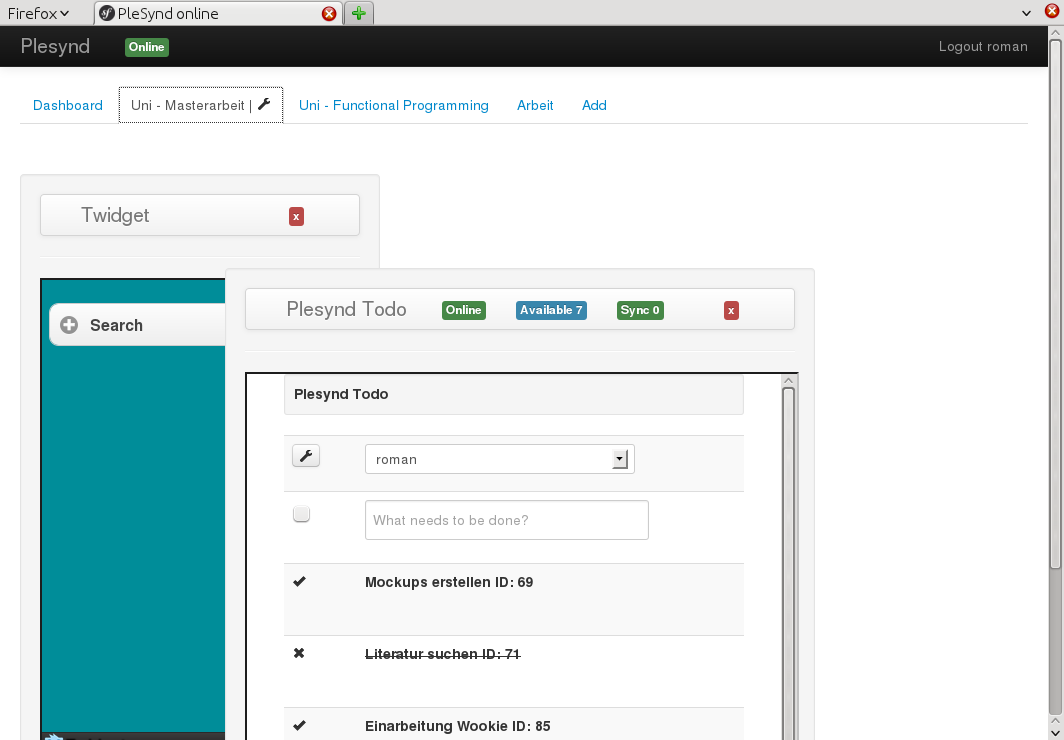 Firefox
PleSynd online
Plesynd Online Logout roman
Dashboard Uni - Masterarbeit | Uni - Functional Programming Arbeit Add
Twidget x
Search
Plesynd Todo Online Available 7 Sync 0 x
Plesynd Todo
roman
What needs to be done?
Mockups erstellen ID: 69
Literatur suchen ID: 71
Einarbeitung Wookie ID: 85